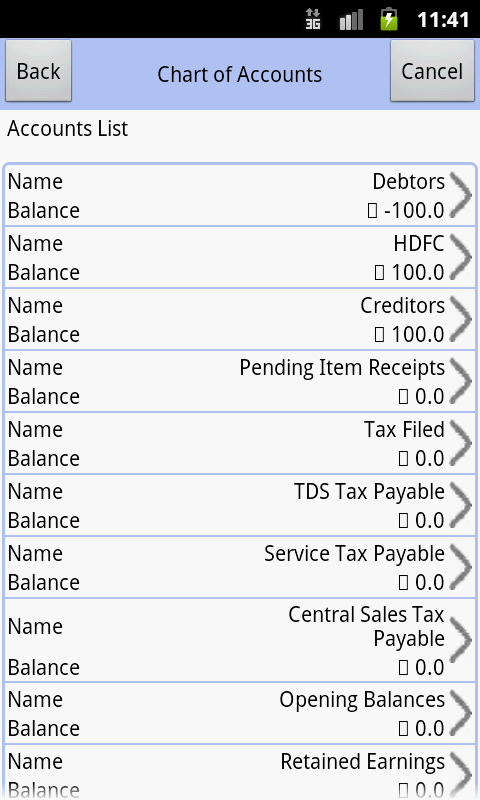 3G 11:41
Back Chart of Accounts Cancel
Accounts List
Name Debtors
Balance -100.0
Name HDFC
Balance 100.0
Name Creditors
Balance 100.0
Name Pending Item Receipts
Balance 0.0
Name Tax Filed
Balance 0.0
Name TDS Tax Payable
Balance 0.0
Name Service Tax Payable
Balance 0.0
Central Sales Tax
Name Payable
Balance 0.0
Name Opening Balances
Balance 0.0
Name Retained Earnings
Balance 0.0